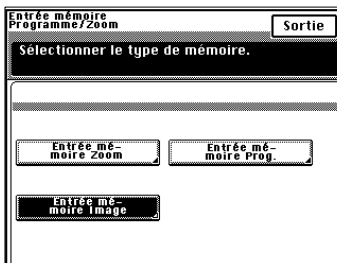 Entrée mémoire
Programme/Zoom
Sortie
Sélectionner le type de mémoire.
Entrée mé-
moire Zoom
Entrée mé-
moire Prog.
Entrée mé-
moire Image